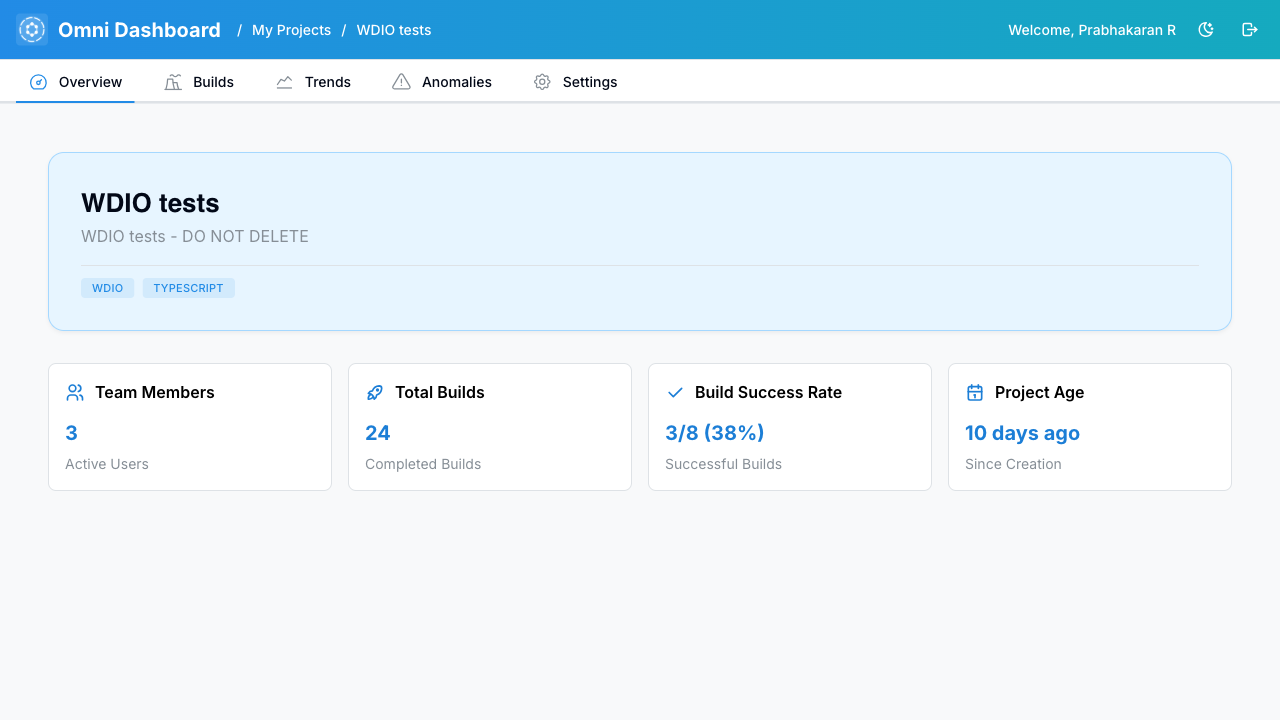 Omni Dashboard / My Projects / WDIO tests
Welcome, Prabhakaran R
Overview Builds Trends Anomalies Settings
WDIO tests
WDIO tests - DO NOT DELETE
WDIO TYPESCRIPT
Team Members
3
Active Users
Total Builds
24
Completed Builds
Build Success Rate
3/8 (38%)
Successful Builds
Project Age
10 days ago
Since Creation